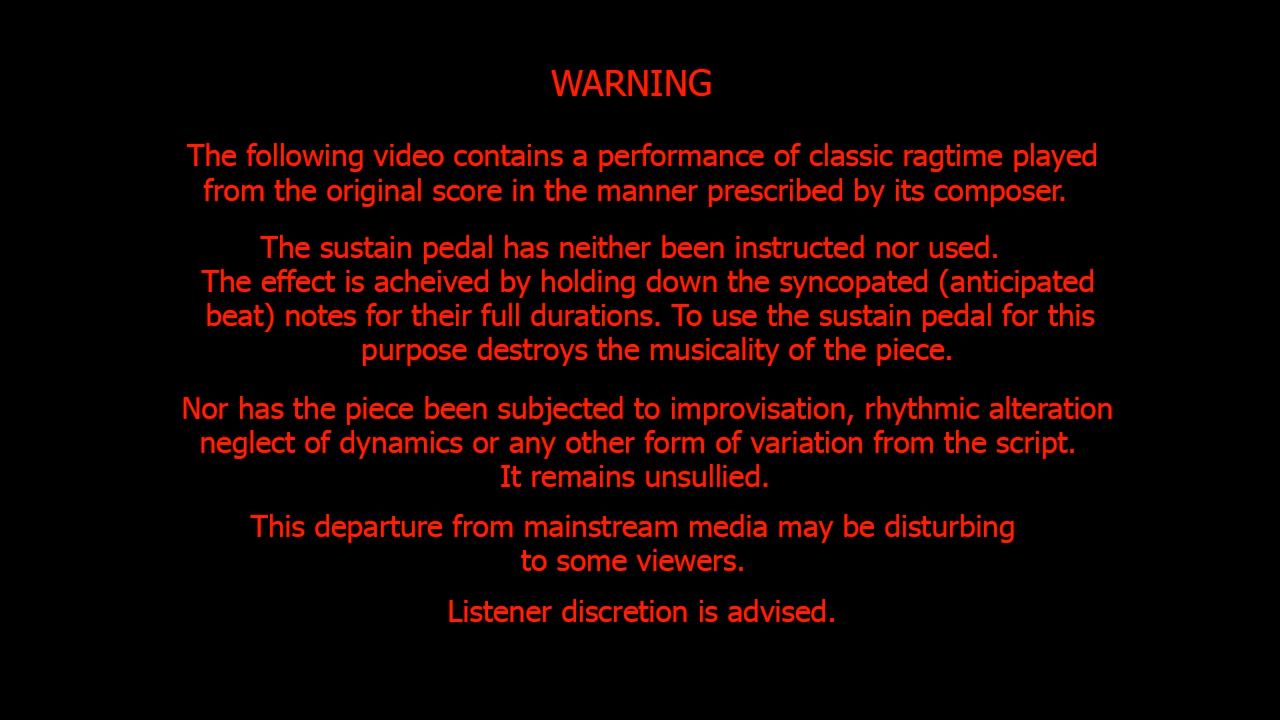 WARNING
The following video contains a performance of classic ragtime played
from the original score in the manner prescribed by its composer.
The sustain pedal has neither been instructed nor used.
The effect is acheived by holding down the syncopated (anticipated
beat) notes for their full durations. To use the sustain pedal for this
purpose destroys the musicality of the piece.
Nor has the piece been subjected to improvisation, rhythmic alteration
neglect of dynamics or any other form of variation from the script.
It remains unsullied.
This departure from mainstream media may be disturbing
to some viewers.
Listener discretion is advised.